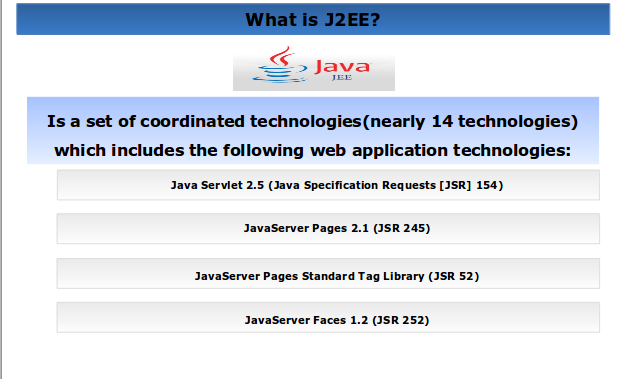 What is J2EE?
Java
JEE
Is a set of coordinated technologies(nearly 14 technologies)
which includes the following web application technologies:
Java Servlet 2.5 (Java Specification Requests [JSR] 154)
JavaServer Pages 2.1 (JSR 245)
JavaServer Pages Standard Tag Library (JSR 52)
JavaServer Faces 1.2 (JSR 252)